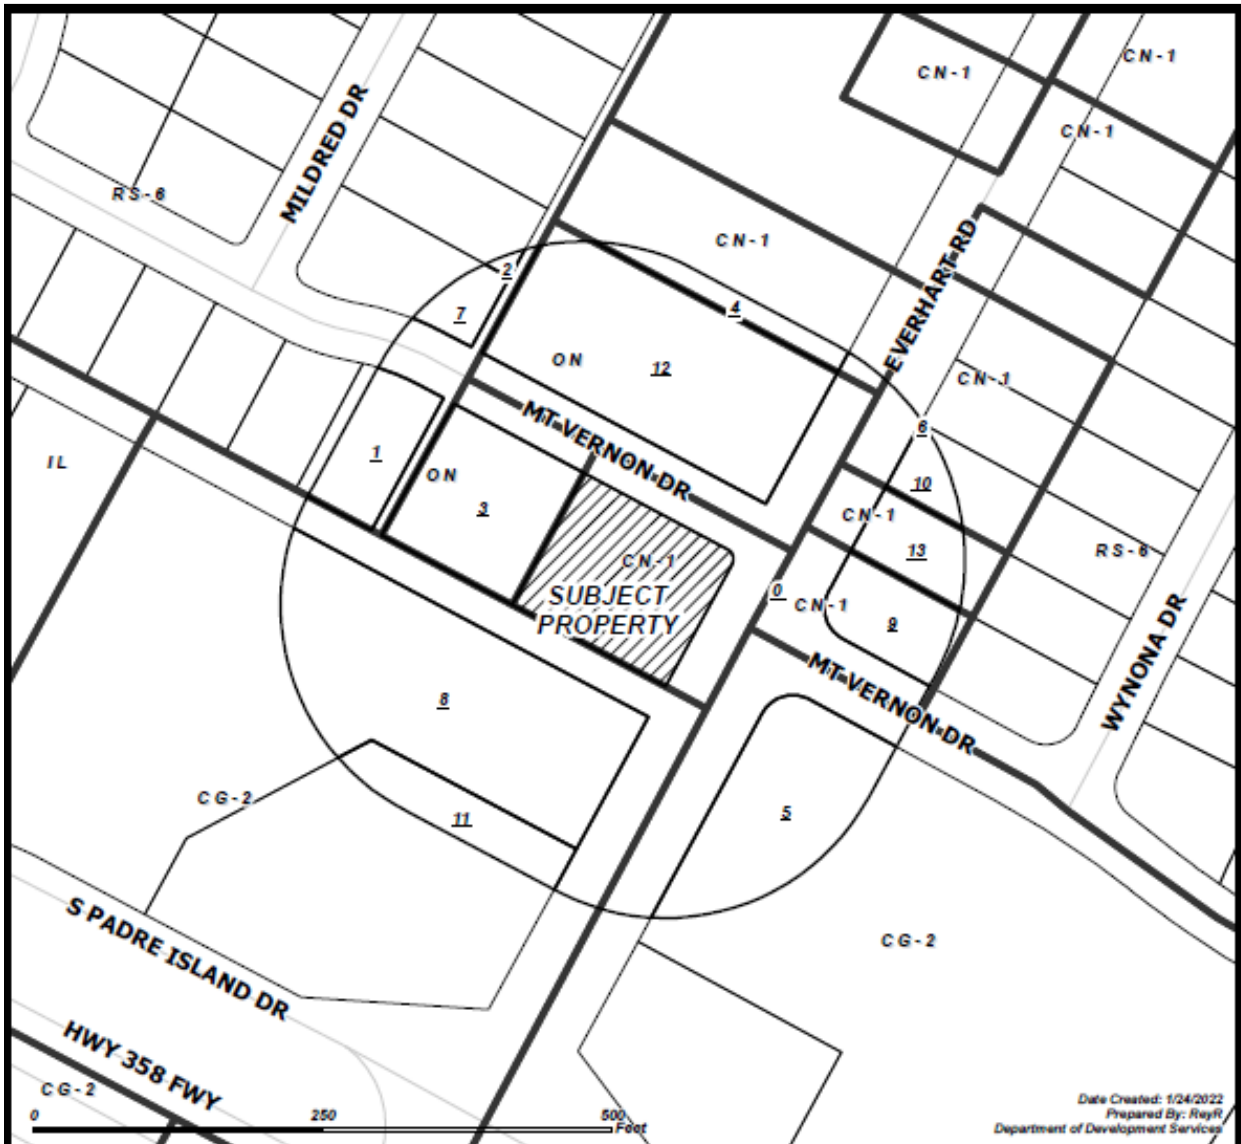 CN-1
CN-1
CN-1
MILDRED DR
RS-6
CN-1
EVERHART RD
2
7
4
ON
12
CN-1
MT VERNON DR
6
1
ON
IL
3
10
CN-1
13
RS-6
CN-1
SUBJECT
PROPERTY
0
CN-1
9
WYNONA DR
MT VERNON DR
8
CG-2
11
5
S PADRE ISLAND DR
CG-2
HWY 358 FWY
CG-2
0 250 500
Feet
Date Created: 1/24/2022
Prepared By: ReyR
Department of Development Services